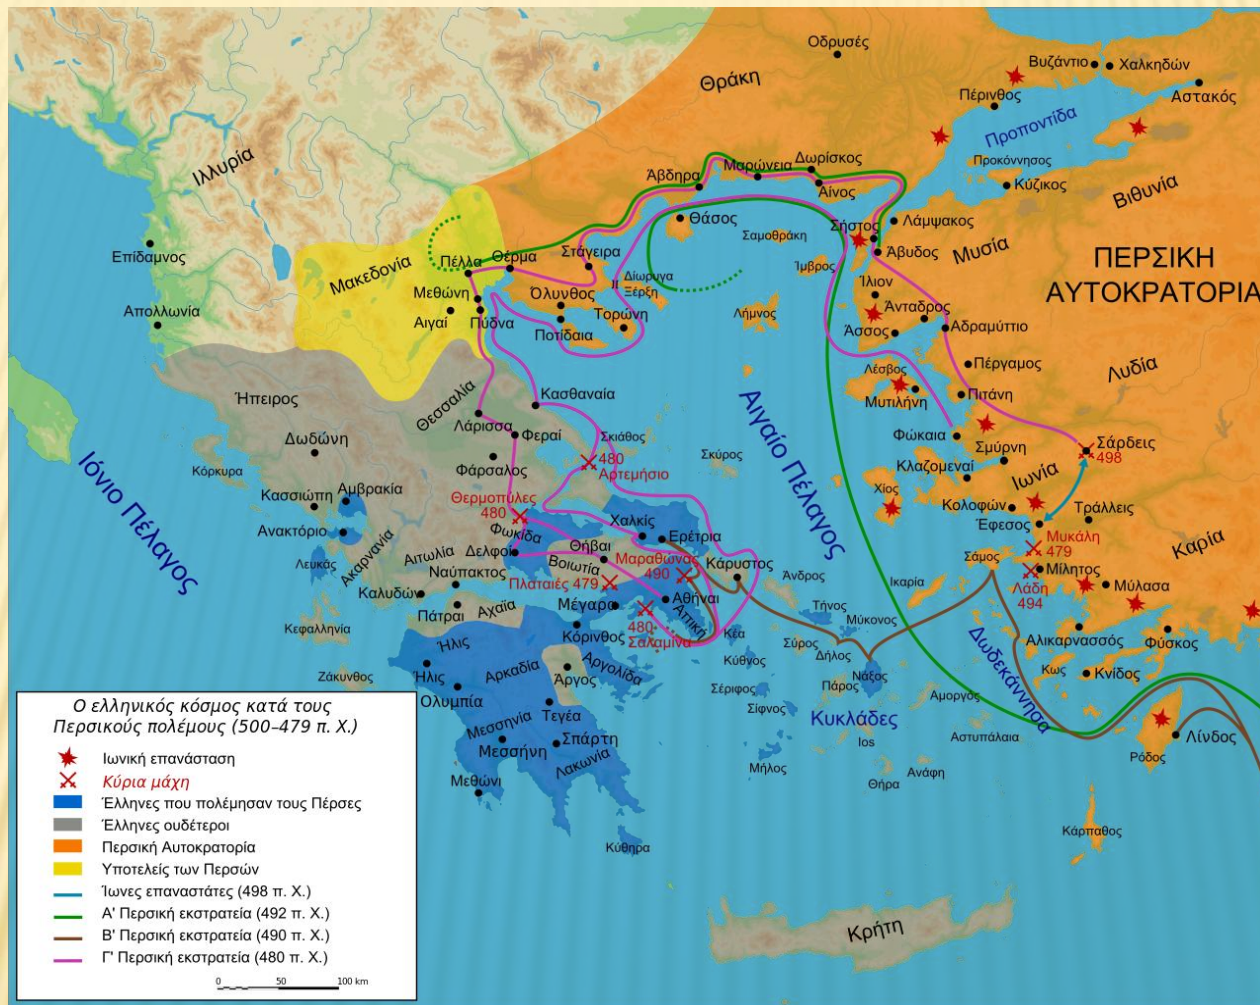 Οδρυσές
Βυζάντιο
Χαλκηδών
Θράκη
Πέρινθος
Αστακός
Προποντίδα
Ιλλυρία
Μαρώνεια
Δωρίσκος
Προκόννησος
Άβδηρα
Αίνος
Κύζικος
Βιθυνία
Θάσος
Λάμψακος
Σήστος
Σαμοθράκη
Μυσία
Επίδαμνος
Στάγειρα
Άβυδος
ΠΕΡΣΙΚΗ
ΑΥΤΟΚΡΑΤΟΡΙΑ
Μακεδονία
Πέλλα
Θέρμα
Ίμβρος
Δίωρυγα
Ξέρξη
Ίλιον
Μεθώνη
Όλυνθος
Άνταδρος
Απολλωνία
Αιγαί
Πύδνα
Τορώνη
Λήμνος
Ποτίδαια
Άσσος
Αδραμύττιο
Πέργαμος
Λυδία
Λέσβος
Ήπειρος
Θεσσαλία
Κασθαναία
Μυτιλήνη
Πιτάνη
Αιγαίο Πέλαγος
Λάρισσα
Δωδώνη
Φεραί
Σκιάθος
Φώκαια
Σμύρνη
Σάρδεις
498
Ιόνιο Πέλαγος
Κόρκυρα
Φάρσαλος
480
Αρτεμήσιο
Σκύρος
Κλαζομεναί
Ιωνία
Κασσιώπη
Αμβρακία
Θερμοπύλες
480
Χίος
Κολοφών
Τράλλεις
Ανακτόριο
Χαλκίς
Ερέτρια
Έφεσος
Φωκίδα
Μυκάλη
479
Καρία
Ακαρνανία
Αιτωλία
Δελφοί
Θήβαι
Βοιωτία
Μαραθώνας
490
Κάρυστος
Σάμος
Λευκάς
Ναύπακτος
Πλαταιές 479
Άνδρος
Ικαρία
Μίλητος
Λάδη
494
Μύλασα
Καλυδών
Πάτραι
Αχαΐα
Μέγαρα
Αθήναι
Αττική
Τήνος
Μύκονος
Κεφαλληνία
Κόρινθος
480
Σαλαμίνα
Κέα
Σύρος
Δήλος
Αλικαρνασσός
Φύσκος
Δωδεκάννησα
Ήλις
Ζάκυνθος
Ήλις
Αρκαδία
Αργολίδα
Άργος
Κύθνος
Νάξος
Πάρος
Κως
Κνίδος
Ολυμπία
Σέριφος
Σίφνος
Αμοργός
Τεγέα
Μεσσηνία
Κυκλάδες
Μεσσήνη
Σπάρτη
Λακωνία
Ios
Αστυπάλαια
Λίνδος
Ρόδος
Μεθώνι
Μήλος
Θήρα
Ανάφη
Κύθηρα
Κάρπαθος
Κρήτη
Ο ελληνικός κόσμος κατά τους
Περσικούς πολέμους (500–479 π. Χ.)
Ιωνική επανάσταση
Κύρια μάχη
Έλληνες που πολέμησαν τους Πέρσες
Έλληνες ουδέτεροι
Περσική Αυτοκρατορία
Υποτελείς των Περσών
Ίωνες επαναστάτες (498 π. Χ.)
Α' Περσική εκστρατεία (492 π. Χ.)
Β' Περσική εκστρατεία (490 π. Χ.)
Γ' Περσική εκστρατεία (480 π. Χ.)
0 50 100 km